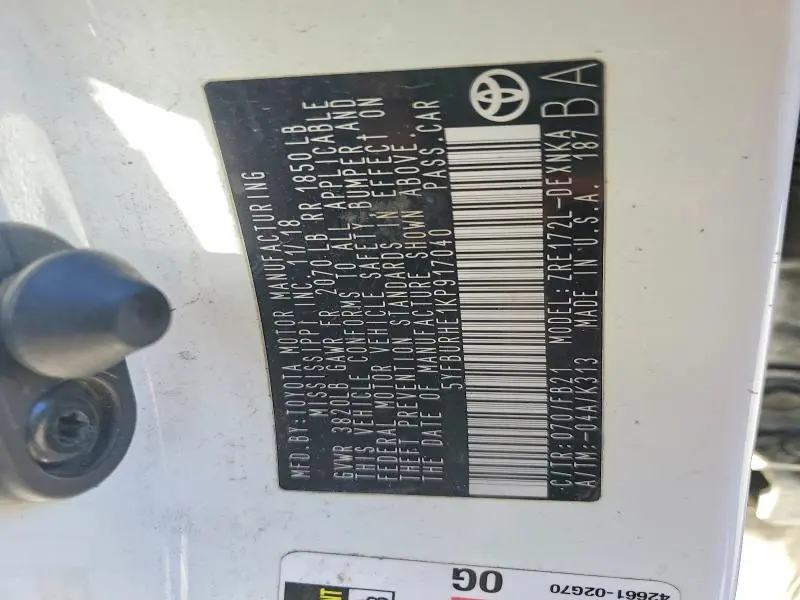 MFD.BY:TOYOTA MOTOR MANUFACTURING
MISSISSIPPI INC. 11/18
GVWR 3820LB GAWR FR 2070 LB RR 1850LB
THIS VEHICLE CONFORMS TO ALL APPLICABLE
FEDERAL MOTOR VEHICLE SAFETY, BUMPER, AND
THEFT PREVENTION STANDARDS IN EFFECT ON
THE DATE OF MANUFACTURE SHOWN ABOVE.
5YFBURHE1KP917040 PASS.CAR
C/TR:070/FB21 MODEL:ZRE172L-DEXNKA
A/TM:-04A/K313 MADE IN U.S.A. 187
BA
0G
42661-02G70